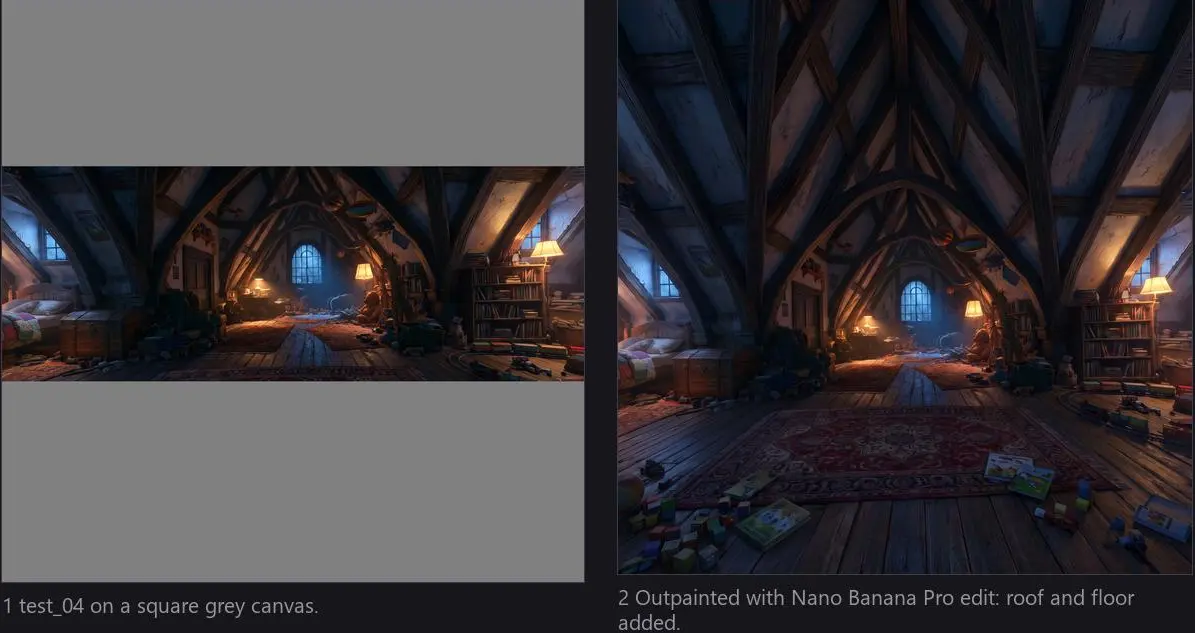 1 test_04 on a square grey canvas.
2 Outpainted with Nano Banana Pro edit: roof and floor
added.